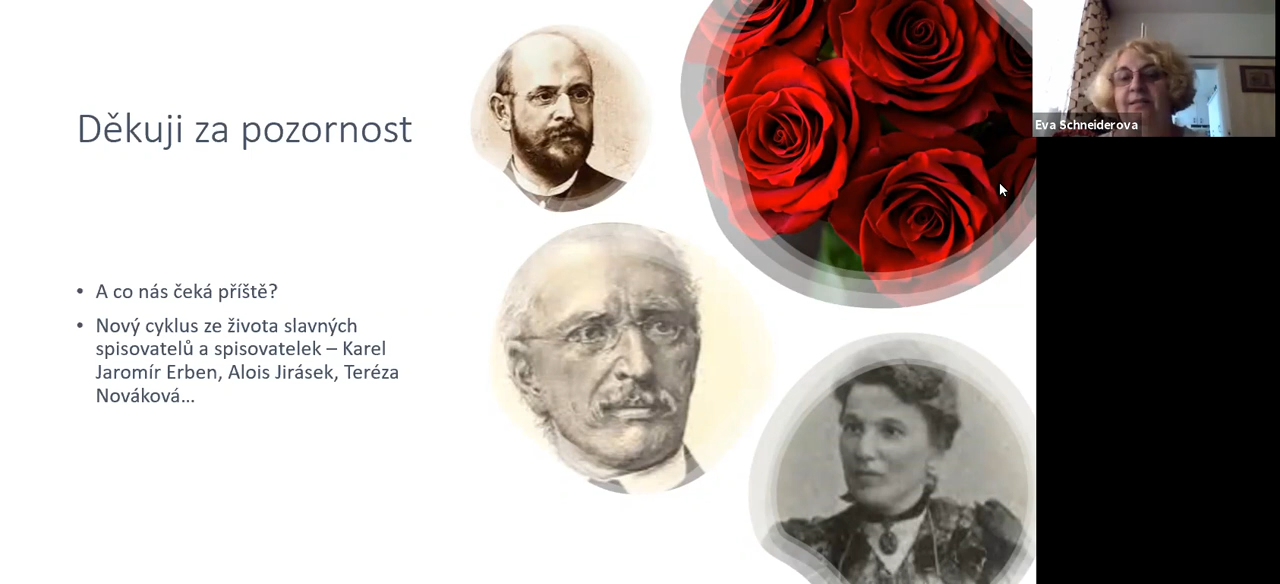 Děkuji za pozornost
• A co nás čeká příště?
• Nový cyklus ze života slavných
spisovatelů a spisovatelek – Karel
Jaromír Erben, Alois Jirásek, Teréza
Nováková…
Eva Schneiderova